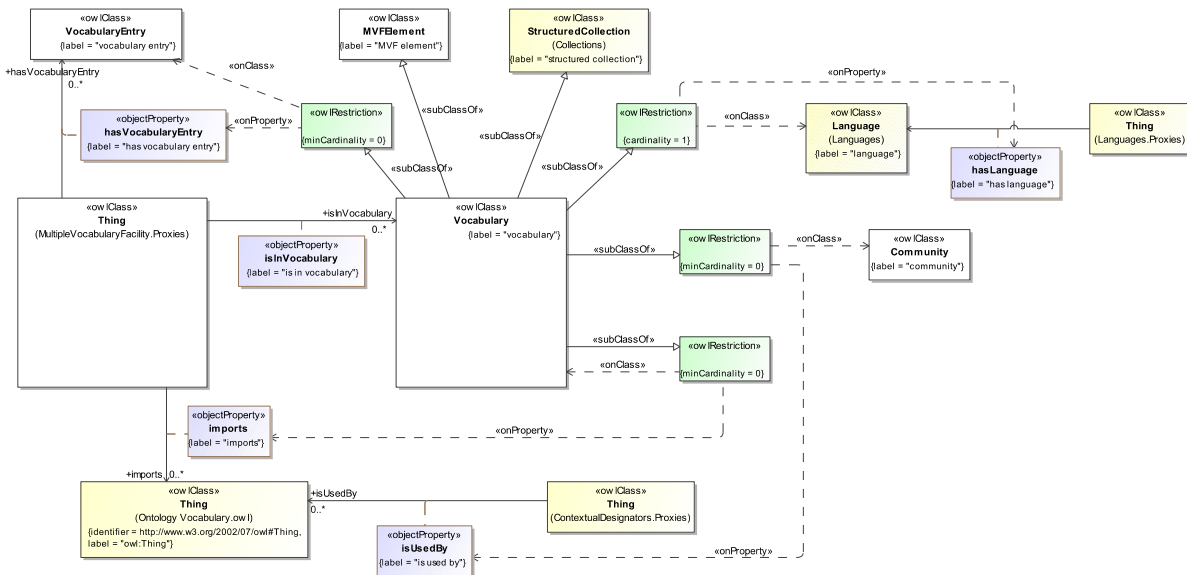 «owlClass»
VocabularyEntry
{label = "vocabulary entry"}
«owlClass»
MVFElement
{label = "MVF element"}
«owlClass»
StructuredCollection
(Collections)
{label = "structured collection"}
+hasVocabularyEntry
0..*
«onClass»
«onProperty»
«objectProperty»
hasVocabularyEntry
{label = "has vocabulary entry"}
«onProperty»
«owlRestriction»
{minCardinality = 0}
«subClassOf»
«subClassOf»
«subClassOf»
«subClassOf»
«owlRestriction»
{cardinality = 1}
«onClass»
«owlClass»
Language
(Languages)
{label = "language"}
«owlClass»
Thing
(Languages.Proxies)
«objectProperty»
hasLanguage
{label = "has language"}
«owlClass»
Thing
(MultipleVocabularyFacility.Proxies)
+isInVocabulary
0..*
«objectProperty»
isInVocabulary
{label = "is in vocabulary"}
«owlClass»
Vocabulary
{label = "vocabulary"}
«subClassOf»
«owlRestriction»
{minCardinality = 0}
«onClass»
«owlClass»
Community
{label = "community"}
«subClassOf»
«onClass»
«owlRestriction»
{minCardinality = 0}
«objectProperty»
imports
{label = "imports"}
«onProperty»
+imports
0..*
«owlClass»
Thing
(Ontology Vocabulary.owl)
{identifier = http://www.w3.org/2002/07/owl#Thing,
label = "owl:Thing"}
+isUsedBy
0..*
«owlClass»
Thing
(ContextualDesignators.Proxies)
«objectProperty»
isUsedBy
{label = "is used by"}
«onProperty»